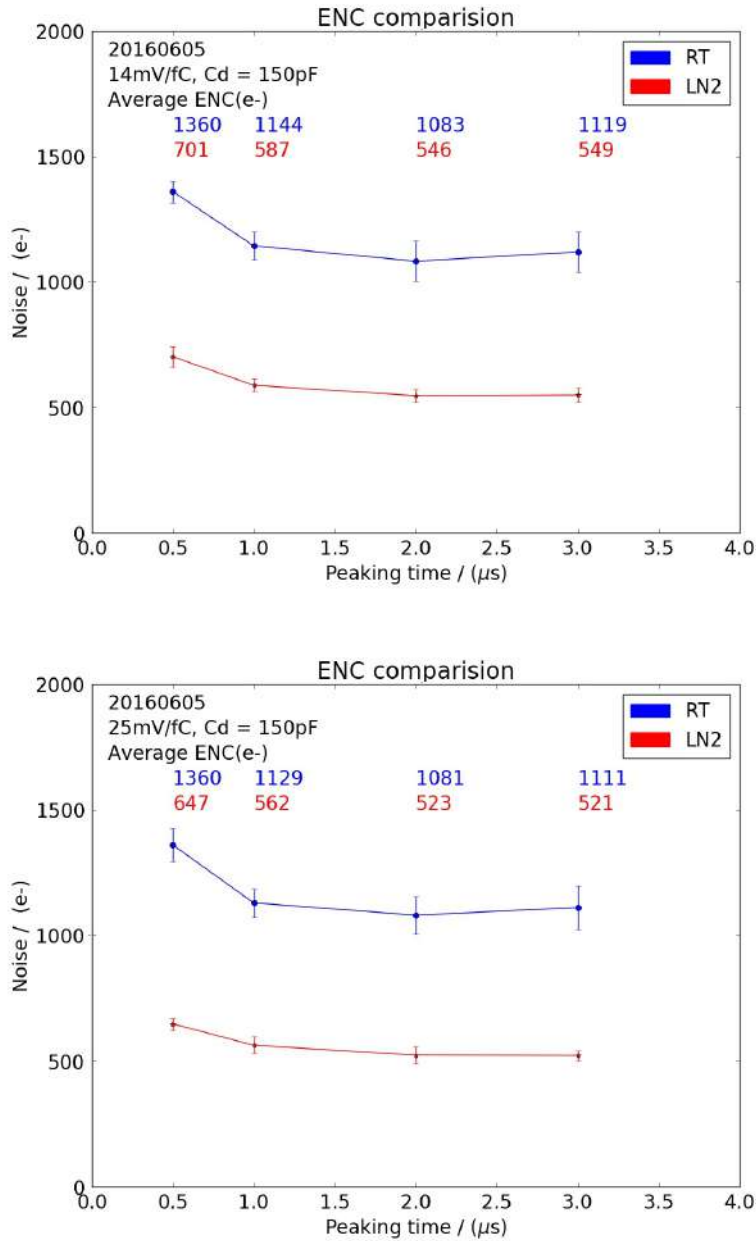 ENC comparision
2000
20160605
14mV/fC, Cd = 150pF
Average ENC(e-)
RT
LN2
1360 1144 1083 1119
701 587 546 549
1500
1000
500
0
Noise / (e-)
0.0 0.5 1.0 1.5 2.0 2.5 3.0 3.5 4.0
Peaking time / (μs)
ENC comparision
2000
20160605
25mV/fC, Cd = 150pF
Average ENC(e-)
RT
LN2
1360 1129 1081 1111
647 562 523 521
1500
1000
500
0
Noise / (e-)
0.0 0.5 1.0 1.5 2.0 2.5 3.0 3.5 4.0
Peaking time / (μs)